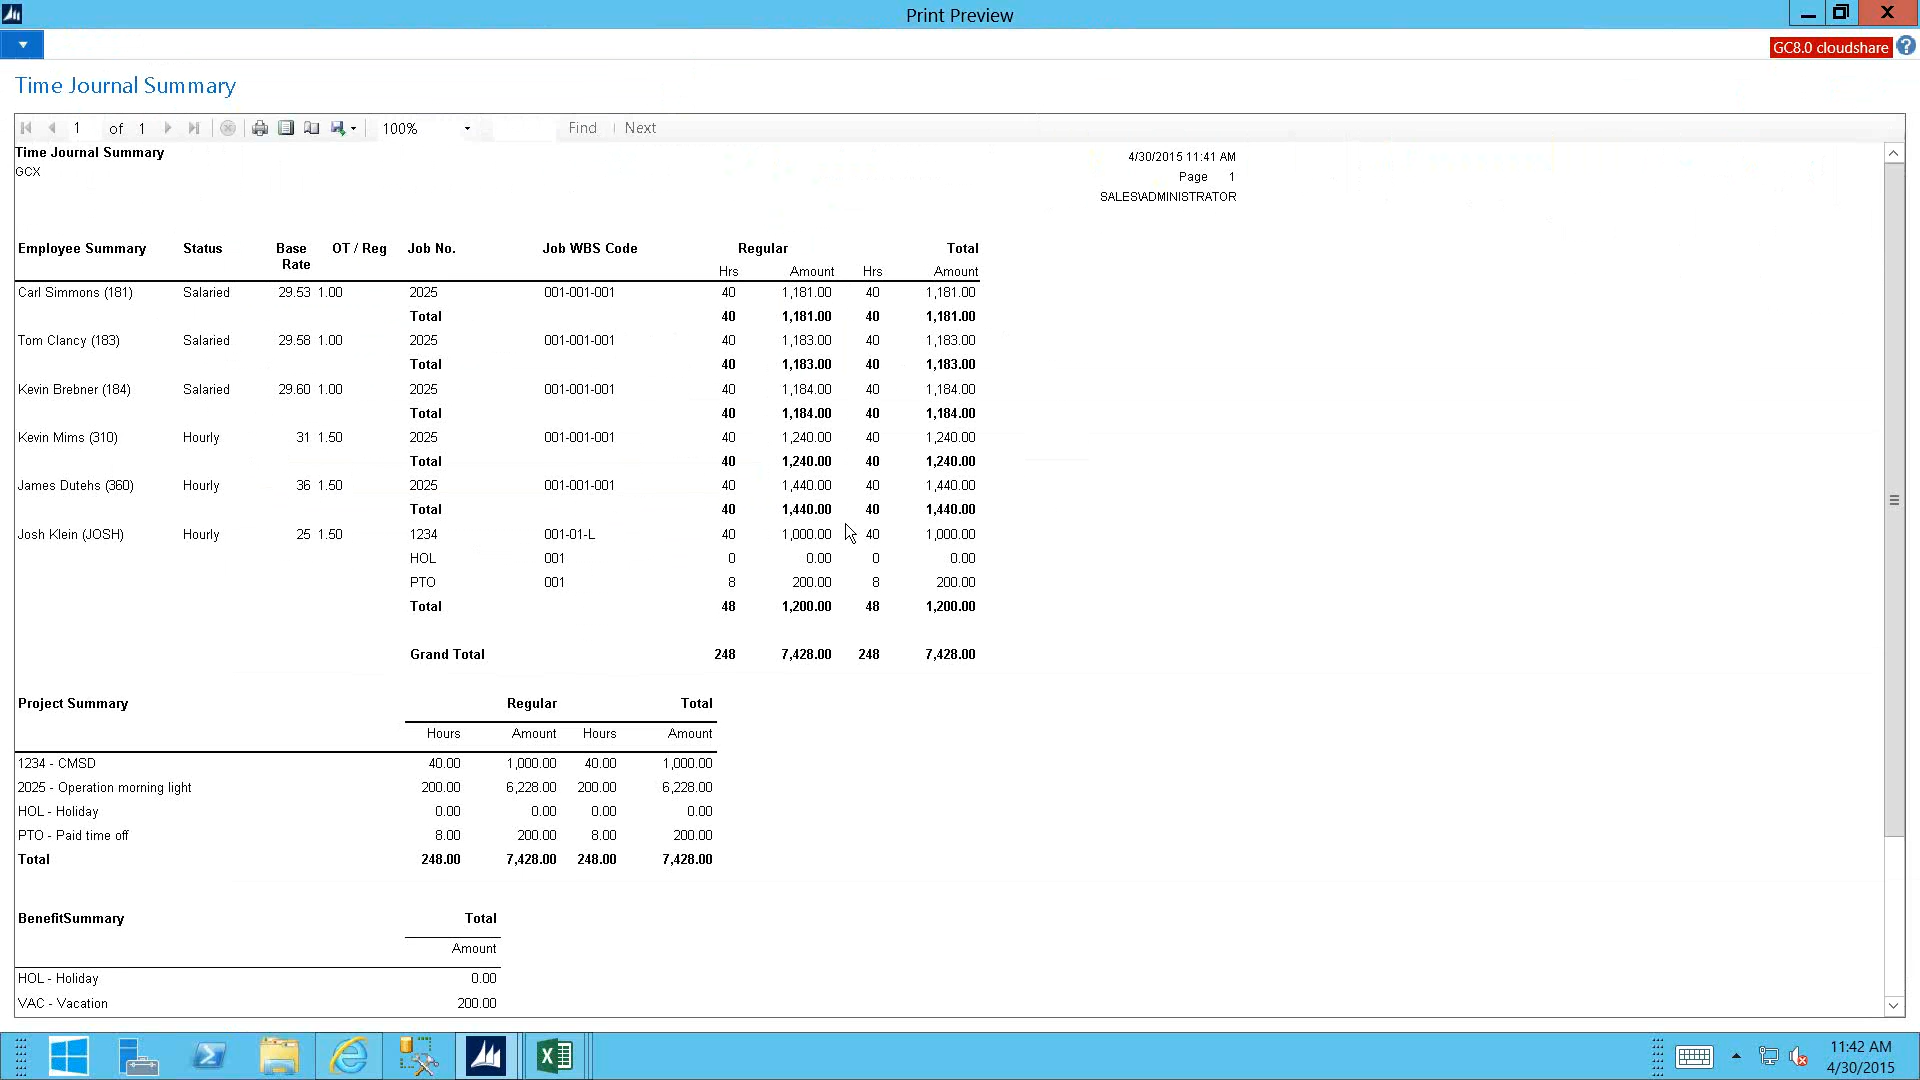 Print Preview
GC8.0 cloudshare ?
Time Journal Summary
1 of 1 100% Find Next
Time Journal Summary
GCX
4/30/2015 11:41 AM
Page 1
SALES\ADMINISTRATOR
Employee Summary Status Base Rate OT / Reg Job No. Job WBS Code Regular Total
Hrs Amount Hrs Amount
Carl Simmons (181) Salaried 29.53 1.00 2025 001-001-001 40 1,181.00 40 1,181.00
Total 40 1,181.00 40 1,181.00
Tom Clancy (183) Salaried 29.58 1.00 2025 001-001-001 40 1,183.00 40 1,183.00
Total 40 1,183.00 40 1,183.00
Kevin Brebner (184) Salaried 29.60 1.00 2025 001-001-001 40 1,184.00 40 1,184.00
Total 40 1,184.00 40 1,184.00
Kevin Mims (310) Hourly 31 1.50 2025 001-001-001 40 1,240.00 40 1,240.00
Total 40 1,240.00 40 1,240.00
James Dutehs (360) Hourly 36 1.50 2025 001-001-001 40 1,440.00 40 1,440.00
Total 40 1,440.00 40 1,440.00
Josh Klein (JOSH) Hourly 25 1.50 1234 001-01-L 40 1,000.00 40 1,000.00
HOL 001 0 0.00 0 0.00
PTO 001 8 200.00 8 200.00
Total 48 1,200.00 48 1,200.00
Grand Total 248 7,428.00 248 7,428.00
Project Summary Regular Total
Hours Amount Hours Amount
1234 - CMSD 40.00 1,000.00 40.00 1,000.00
2025 - Operation morning light 200.00 6,228.00 200.00 6,228.00
HOL - Holiday 0.00 0.00 0.00 0.00
PTO - Paid time off 8.00 200.00 8.00 200.00
Total 248.00 7,428.00 248.00 7,428.00
BenefitSummary Total
Amount
HOL - Holiday 0.00
VAC - Vacation 200.00
11:42 AM
4/30/2015